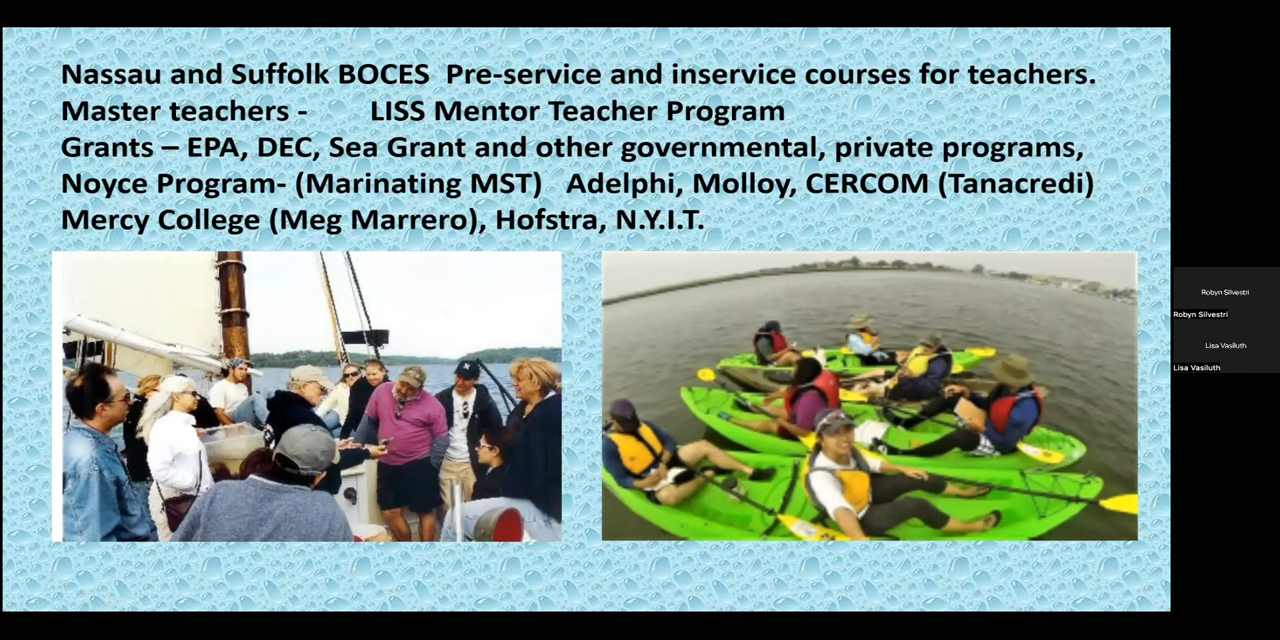 Nassau and Suffolk BOCES  Pre-service and inservice courses for teachers.
Master teachers -        LISS Mentor Teacher Program
Grants – EPA, DEC, Sea Grant and other governmental, private programs,
Noyce Program- (Marinating MST)   Adelphi, Molloy, CERCOM (Tanacredi)
Mercy College (Meg Marrero), Hofstra, N.Y.I.T.
Robyn Silvestri
Robyn Silvestri
Lisa Vasiluth
Lisa Vasiluth